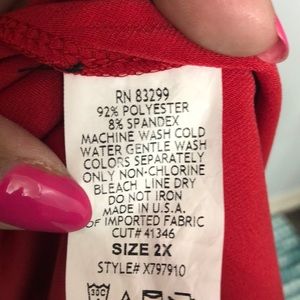 RN 83299
92% POLYESTER
8% SPANDEX
MACHINE WASH COLD
WATER GENTLE WASH
COLORS SEPARATELY
ONLY NON-CHLORINE
BLEACH LINE DRY
DO NOT IRON
MADE IN U.S.A.
OF IMPORTED FABRIC
CUT# 41346
SIZE 2X
STYLE# X797910
30C